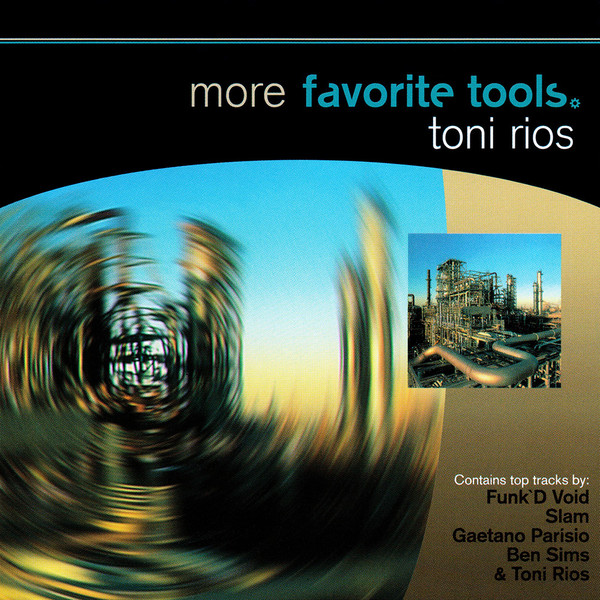 more favorite tools.
toni rios
Contains top tracks by:
Funk`D Void
Slam
Gaetano Parisio
Ben Sims
& Toni Rios